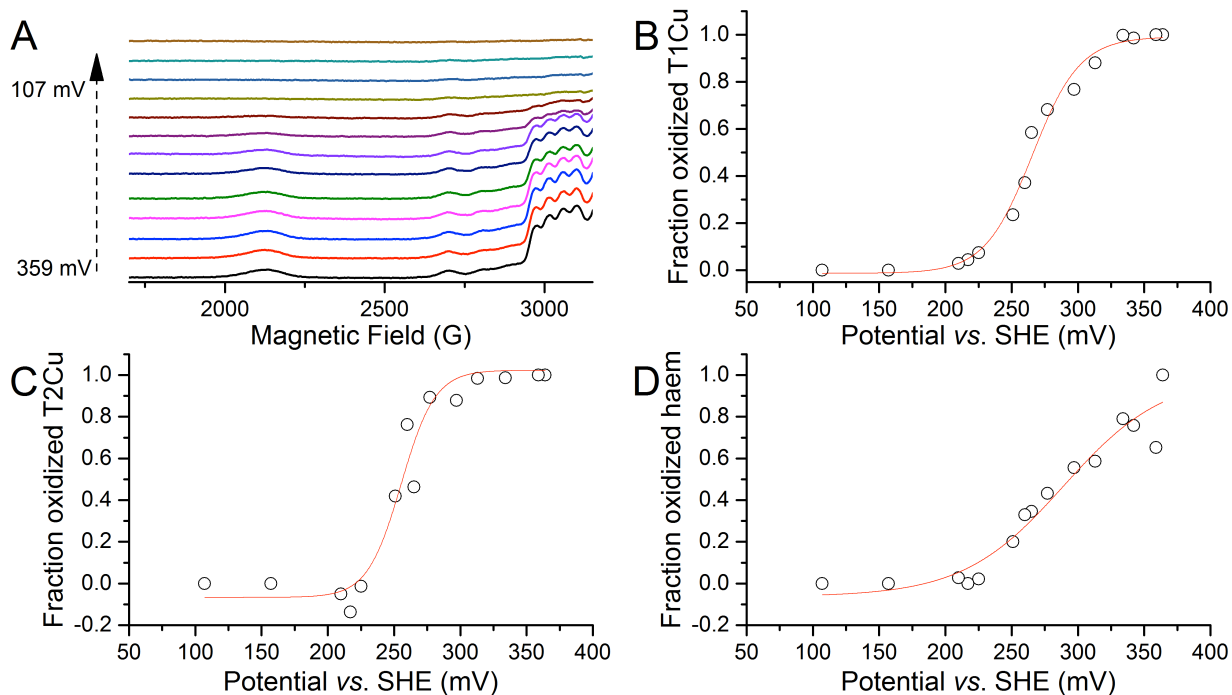 A
107 mV
359 mV
2000 2500 3000
Magnetic Field (G)
B
Fraction oxidized T1Cu
1.0
0.8
0.6
0.4
0.2
0.0
50 100 150 200 250 300 350 400
Potential vs. SHE (mV)
C
Fraction oxidized T2Cu
1.0
0.8
0.6
0.4
0.2
0.0
-0.2
50 100 150 200 250 300 350 400
Potential vs. SHE (mV)
D
Fraction oxidized haem
1.0
0.8
0.6
0.4
0.2
0.0
-0.2
50 100 150 200 250 300 350 400
Potential vs. SHE (mV)